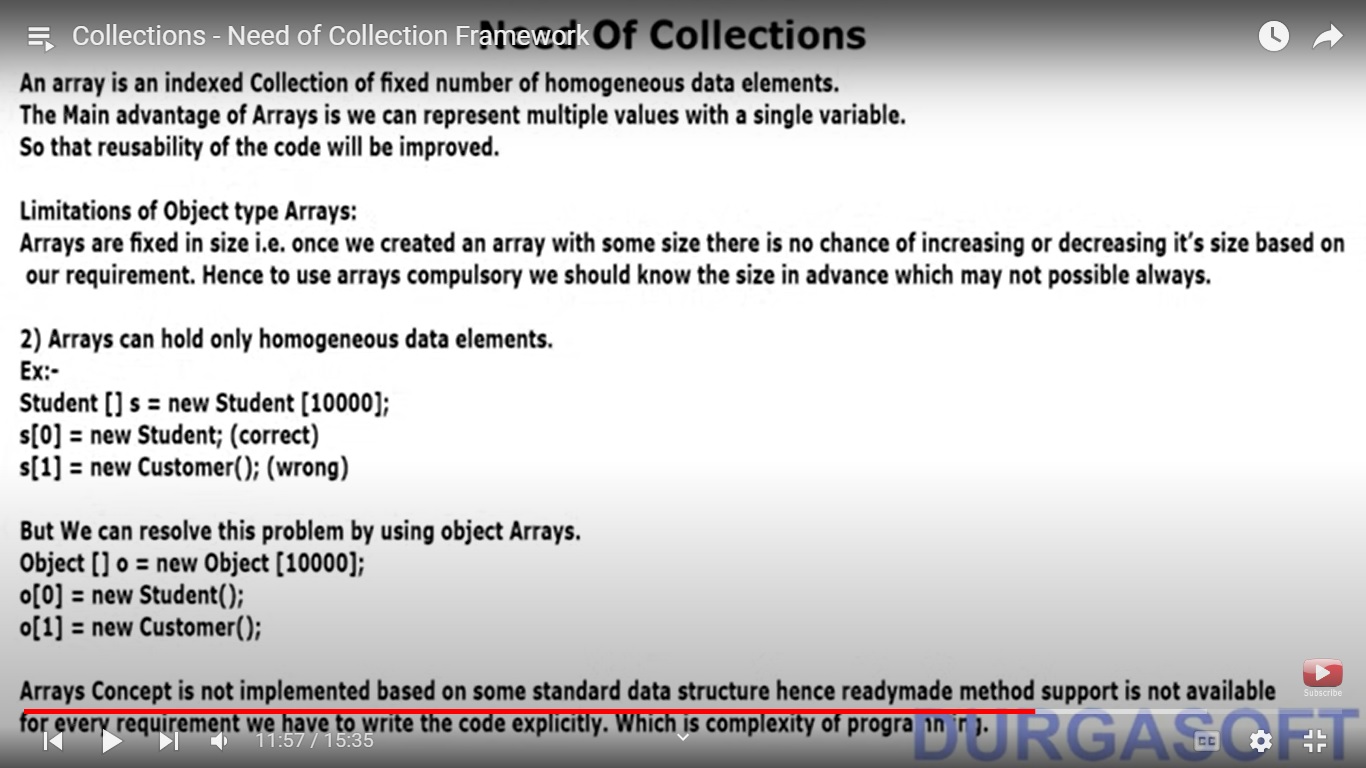 Collections - Need of Collection Framework
Need Of Collections
An array is an indexed Collection of fixed number of homogeneous data elements.
The Main advantage of Arrays is we can represent multiple values with a single variable.
So that reusability of the code will be improved.
Limitations of Object type Arrays:
Arrays are fixed in size i.e. once we created an array with some size there is no chance of increasing or decreasing it’s size based on
our requirement. Hence to use arrays compulsory we should know the size in advance which may not possible always.
2) Arrays can hold only homogeneous data elements.
Ex:-
Student [] s = new Student [10000];
s[0] = new Student; (correct)
s[1] = new Customer(); (wrong)
But We can resolve this problem by using object Arrays.
Object [] o = new Object [10000];
o[0] = new Student();
o[1] = new Customer();
Arrays Concept is not implemented based on some standard data structure hence readymade method support is not available
for every requirement we have to write the code explicitly. Which is complexity of programming.
Subscribe
DURGASOFT
11:57 / 15:35
CC